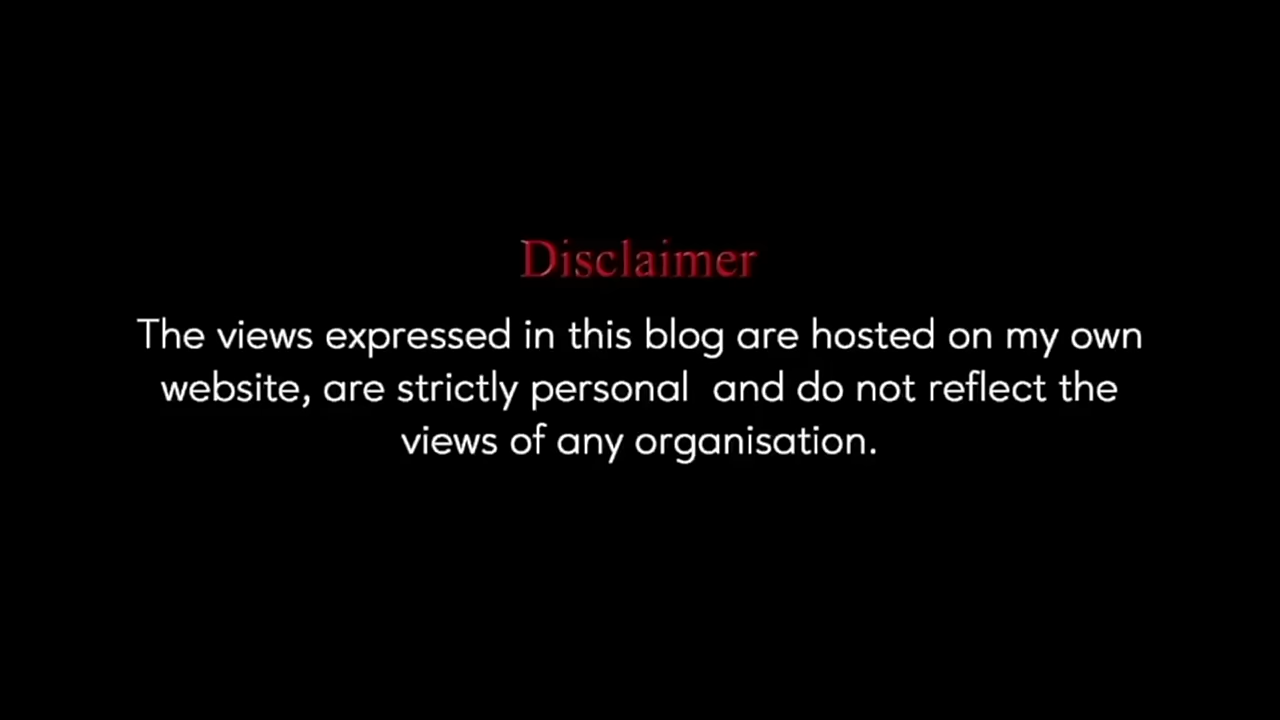 Disclaimer
The views expressed in this blog are hosted on my own
website, are strictly personal  and do not reflect the
views of any organisation.